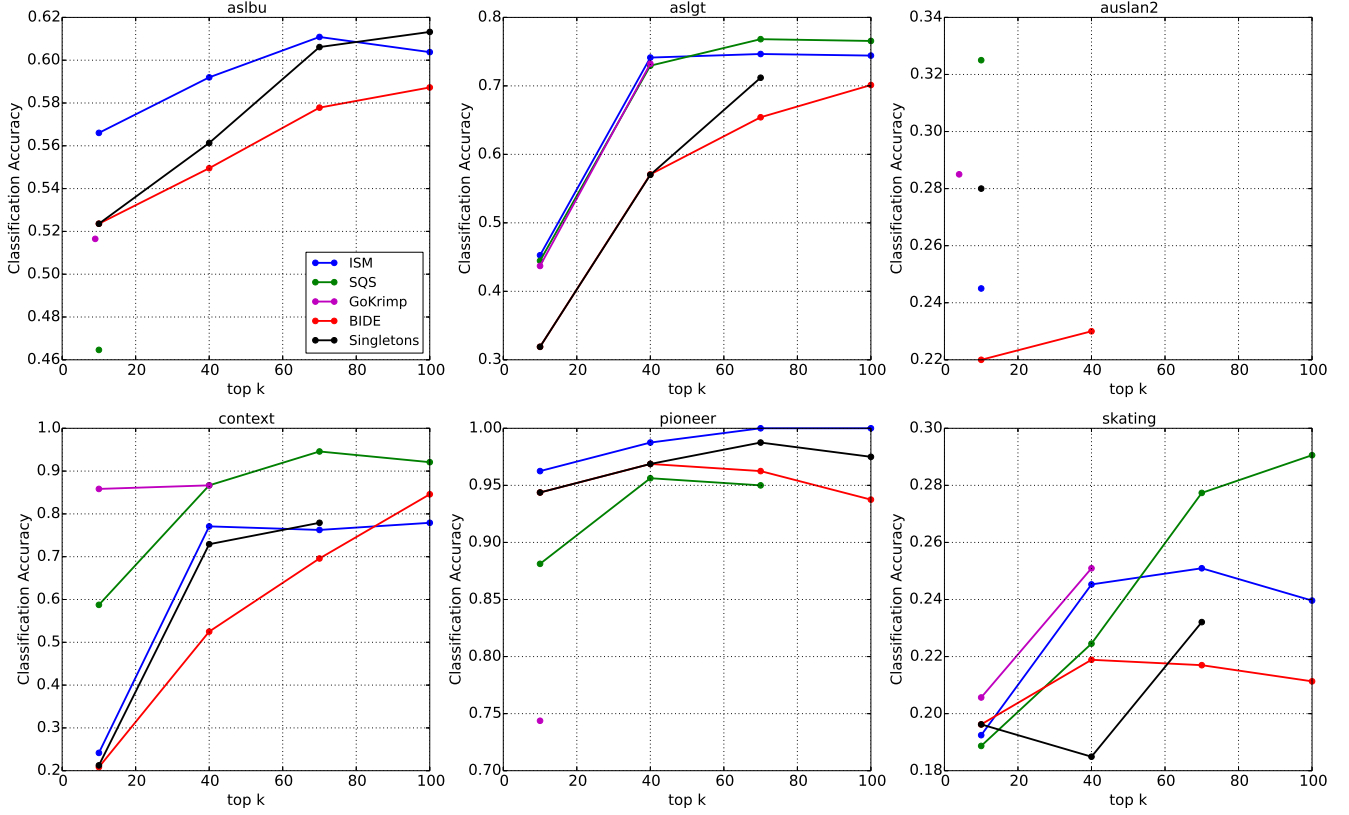 aslbu
0.62
0.60
0.58
0.56
0.54
0.52
0.50
0.48
0.46
0 20 40 60 80 100
top k
Classification Accuracy
ISM
SQS
GoKrimp
BIDE
Singletons
aslgt
0.8
0.7
0.6
0.5
0.4
0.3
0 20 40 60 80 100
top k
Classification Accuracy
auslan2
0.34
0.32
0.30
0.28
0.26
0.24
0.22
0 20 40 60 80 100
top k
Classification Accuracy
context
1.0
0.9
0.8
0.7
0.6
0.5
0.4
0.3
0.2
0 20 40 60 80 100
top k
Classification Accuracy
pioneer
1.00
0.95
0.90
0.85
0.80
0.75
0.70
0 20 40 60 80 100
top k
Classification Accuracy
skating
0.30
0.28
0.26
0.24
0.22
0.20
0.18
0 20 40 60 80 100
top k
Classification Accuracy